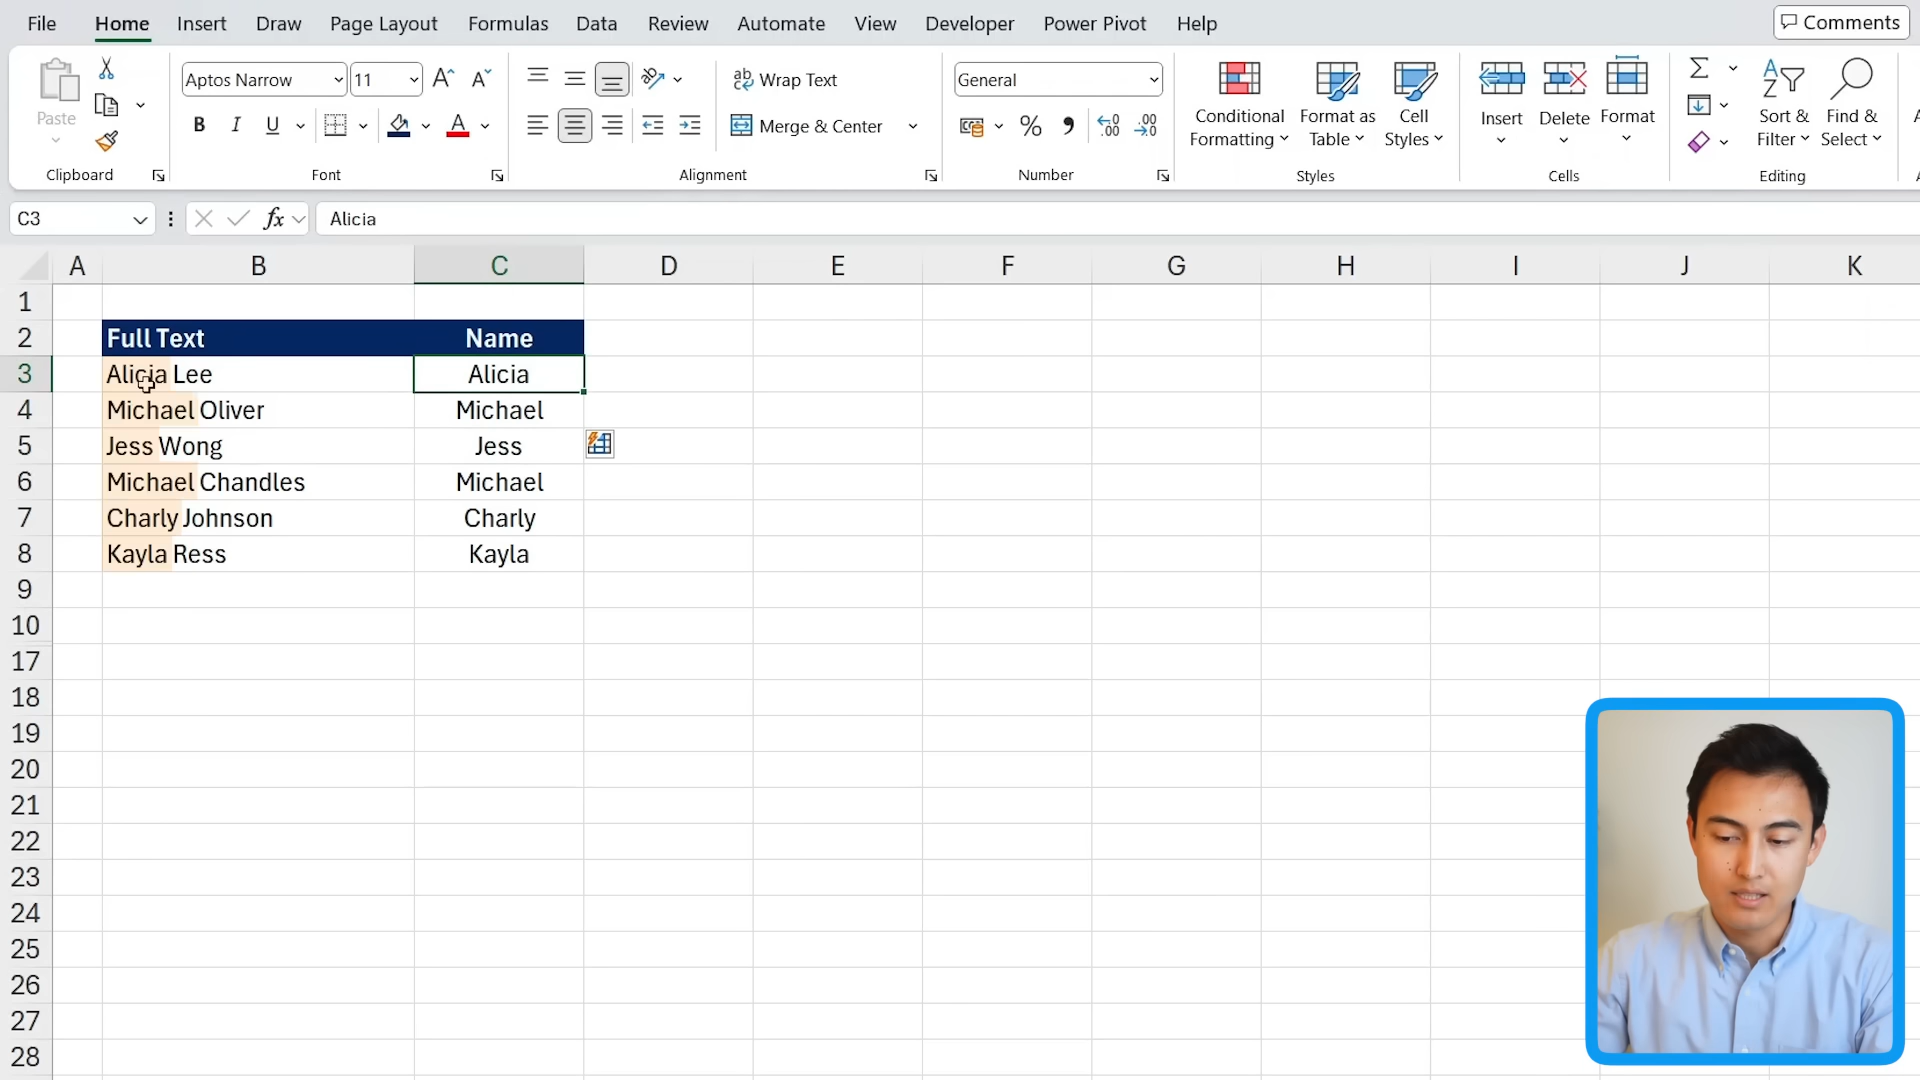 File Home Insert Draw Page Layout Formulas Data Review Automate View Developer Power Pivot Help Comments
Paste
Clipboard
Aptos Narrow 11
B I U A
Font
ab Wrap Text
Merge & Center
Alignment
General
% 9 .00
Number
Conditional Formatting
Format as Table
Cell Styles
Styles
Insert
Delete
Format
Cells
Sort & Filter
Find & Select
Editing
C3 fx Alicia
A B C D E F G H I J K
1
2 Full Text Name
3 Alicia Lee Alicia
4 Michael Oliver Michael
5 Jess Wong Jess
6 Michael Chandles Michael
7 Charly Johnson Charly
8 Kayla Ress Kayla
9
10
17
18
19
20
21
22
23
24
25
26
27
28